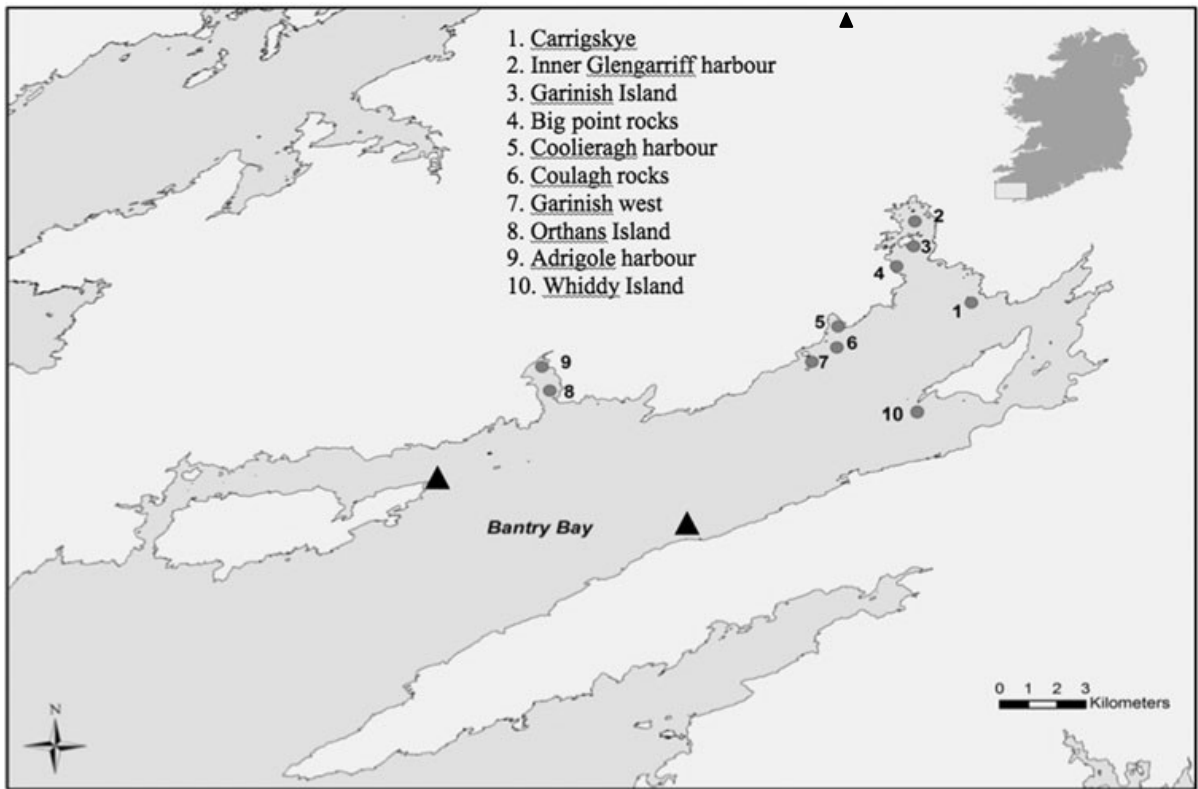 1. Carrigskye
2. Inner Glengarriff harbour
3. Garinish Island
4. Big point rocks
5. Coolieragh harbour
6. Coulagh rocks
7. Garinish west
8. Orthans Island
9. Adrigole harbour
10. Whiddy Island
2
3
4
1
5
6
7
9
8
10
Bantry Bay
N
0 1 2 3
Kilometers